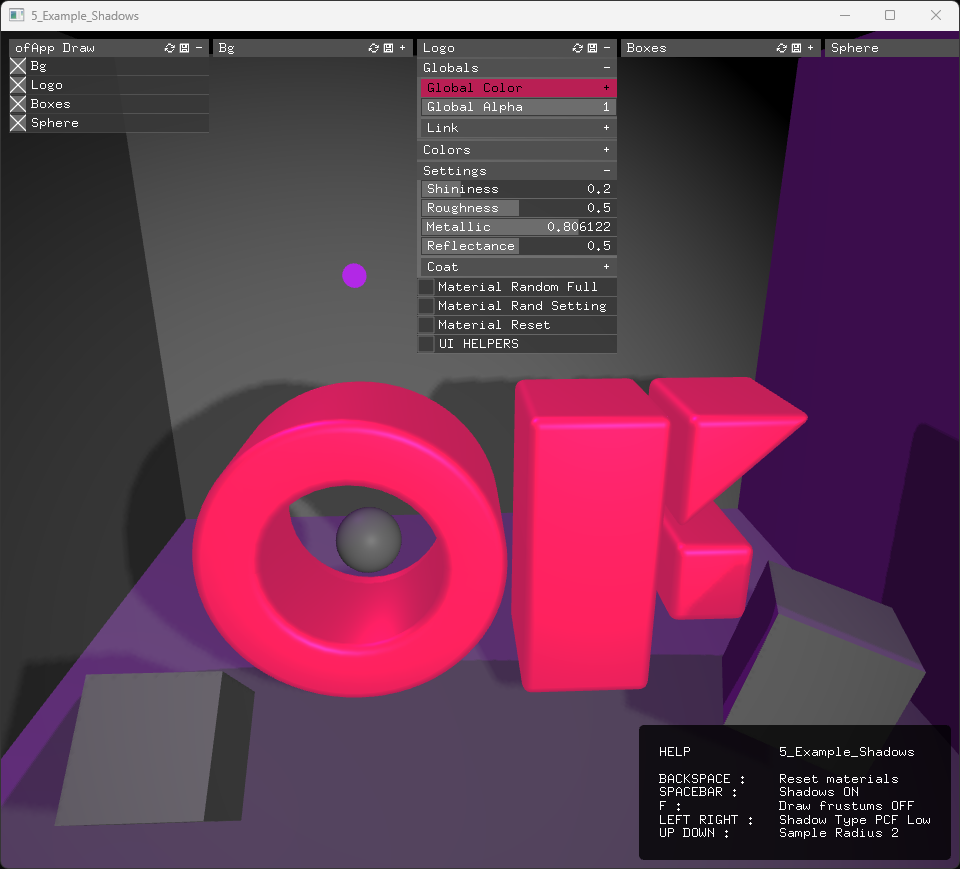 5_Example_Shadows
ofApp Draw
Bg
Logo
Boxes
Sphere
Bg
Logo
Globals
Global Color
Global Alpha 1
Link
Colors
Settings
Shininess 0.2
Roughness 0.5
Metallic 0.806122
Reflectance 0.5
Coat
Material Random Full
Material Rand Setting
Material Reset
UI HELPERS
Boxes
Sphere
HELP 5_Example_Shadows
BACKSPACE : Reset materials
SPACEBAR : Shadows ON
F : Draw frustums OFF
LEFT RIGHT : Shadow Type PCF Low
UP DOWN : Sample Radius 2